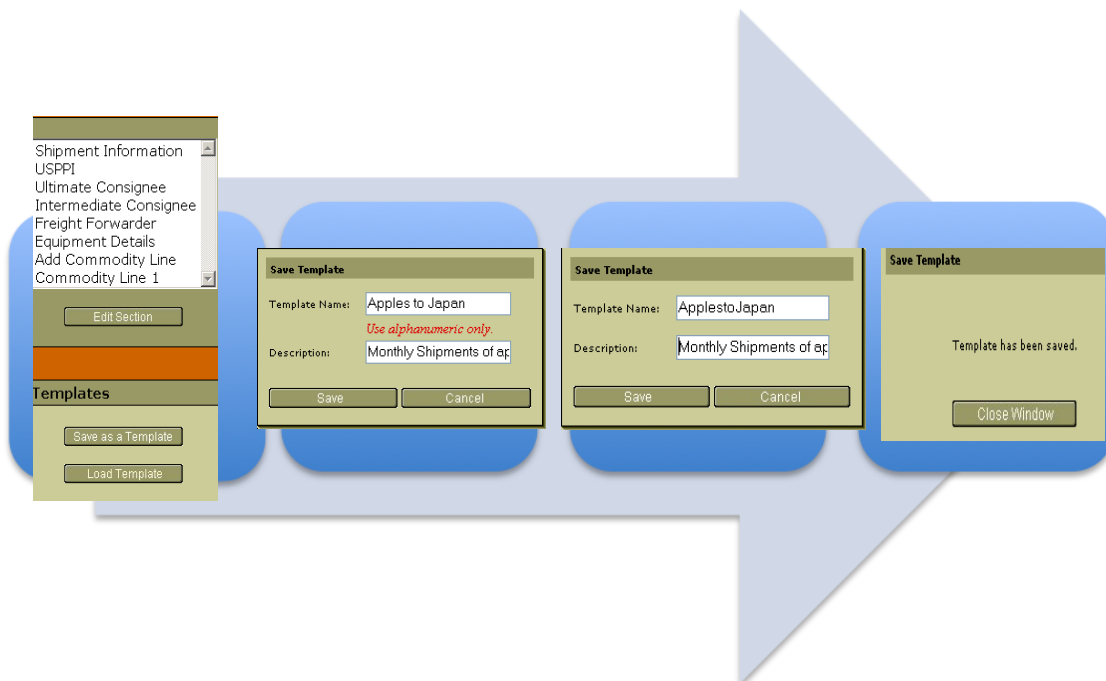 Shipment Information
USPPI
Ultimate Consignee
Intermediate Consignee
Freight Forwarder
Equipment Details
Add Commodity Line
Commodity Line 1
Edit Section
Templates
Save as a Template
Load Template
Save Template
Template Name: Apples to Japan
Use alphanumeric only.
Description: Monthly Shipments of ap
Save Cancel
Save Template
Template Name: ApplestoJapan
Description: Monthly Shipments of ap
Save Cancel
Save Template
Template has been saved.
Close Window